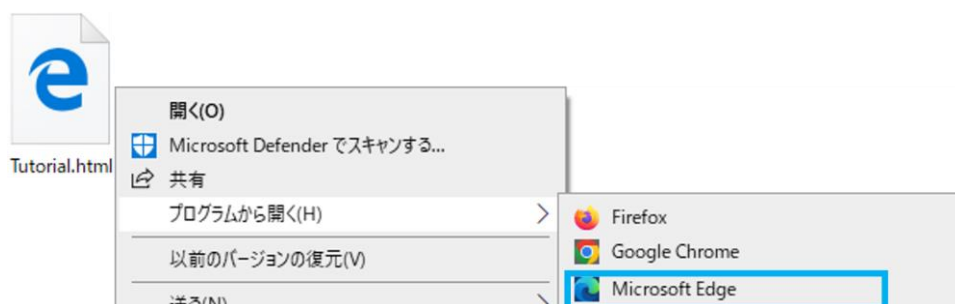 Tutorial.html
開く(O)
Microsoft Defender でスキャンする...
共有
プログラムから開く(H)
以前のバージョンの復元(V)
送る(N)
Firefox
Google Chrome
Microsoft Edge